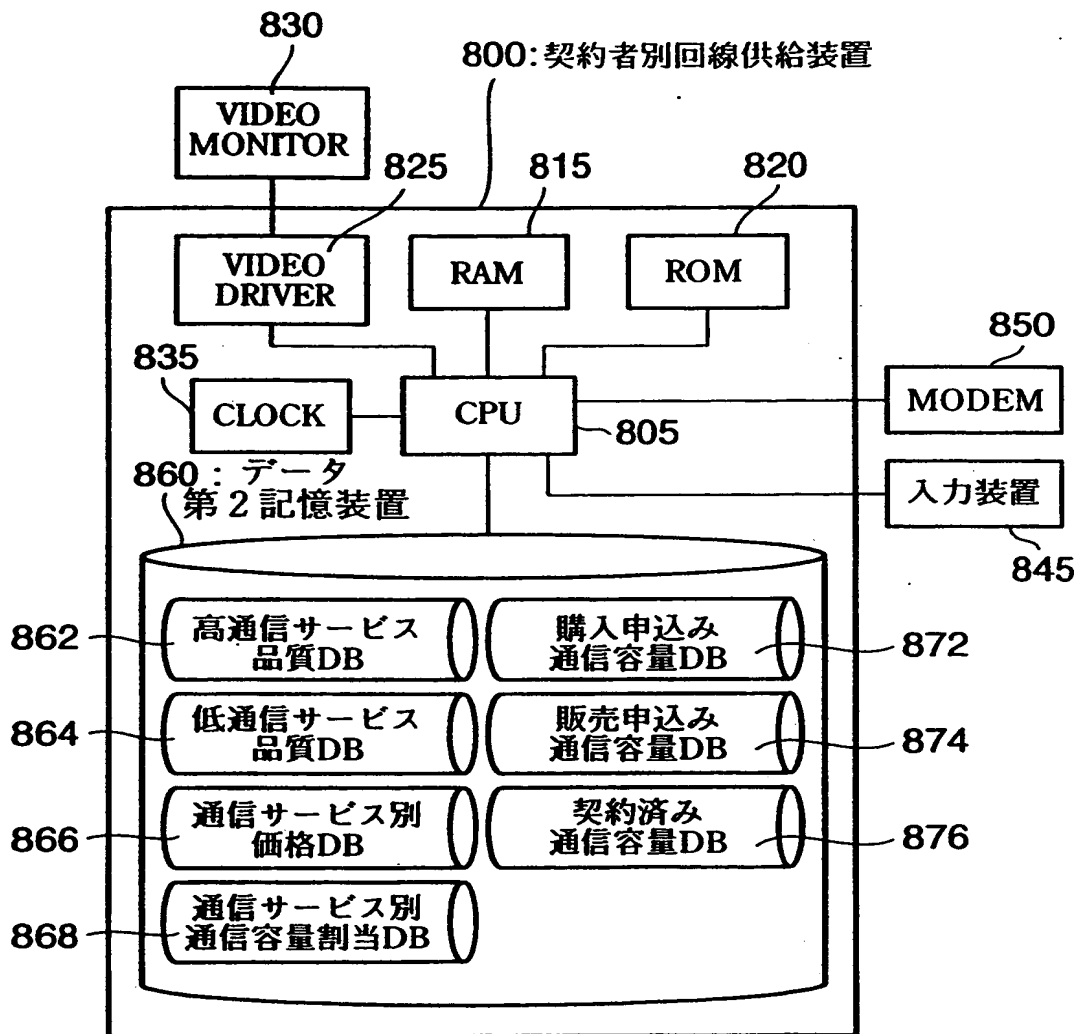 830
800:契約者別回線供給装置
VIDEO
MONITOR
825
815
820
VIDEO
DRIVER
RAM
ROM
835
850
CLOCK
CPU
805
MODEM
860:データ
第2記憶装置
入力装置
845
862
高通信サービス
品質DB
購入申込み
通信容量DB
872
864
低通信サービス
品質DB
販売申込み
通信容量DB
874
866
通信サービス別
価格DB
契約済み
通信容量DB
876
868
通信サービス別
通信容量割当DB